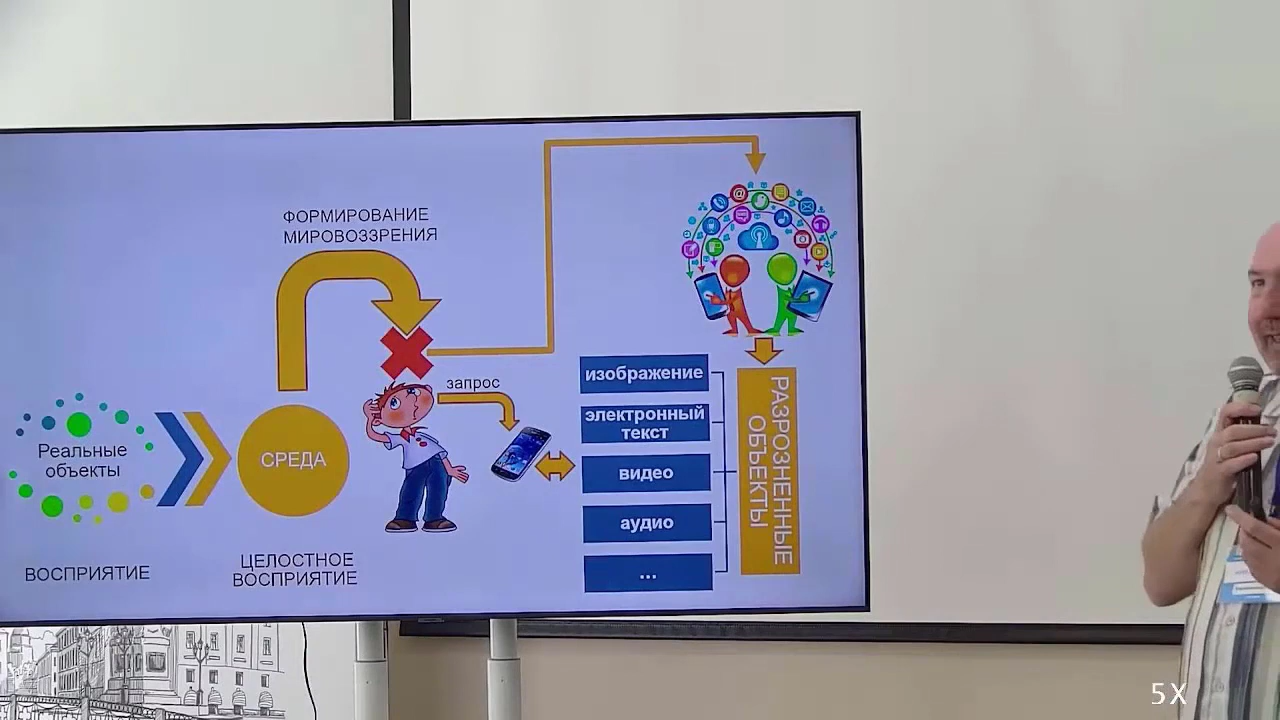 ФОРМИРОВАНИЕ
МИРОВОЗЗРЕНИЯ
запрос
Реальные
объекты
СРЕДА
ВОСПРИЯТИЕ
ЦЕЛОСТНОЕ
ВОСПРИЯТИЕ
изображение
электронный
текст
видео
аудио
...
РАЗРОЗНЕННЫЕ
ОБЪЕКТЫ
5X